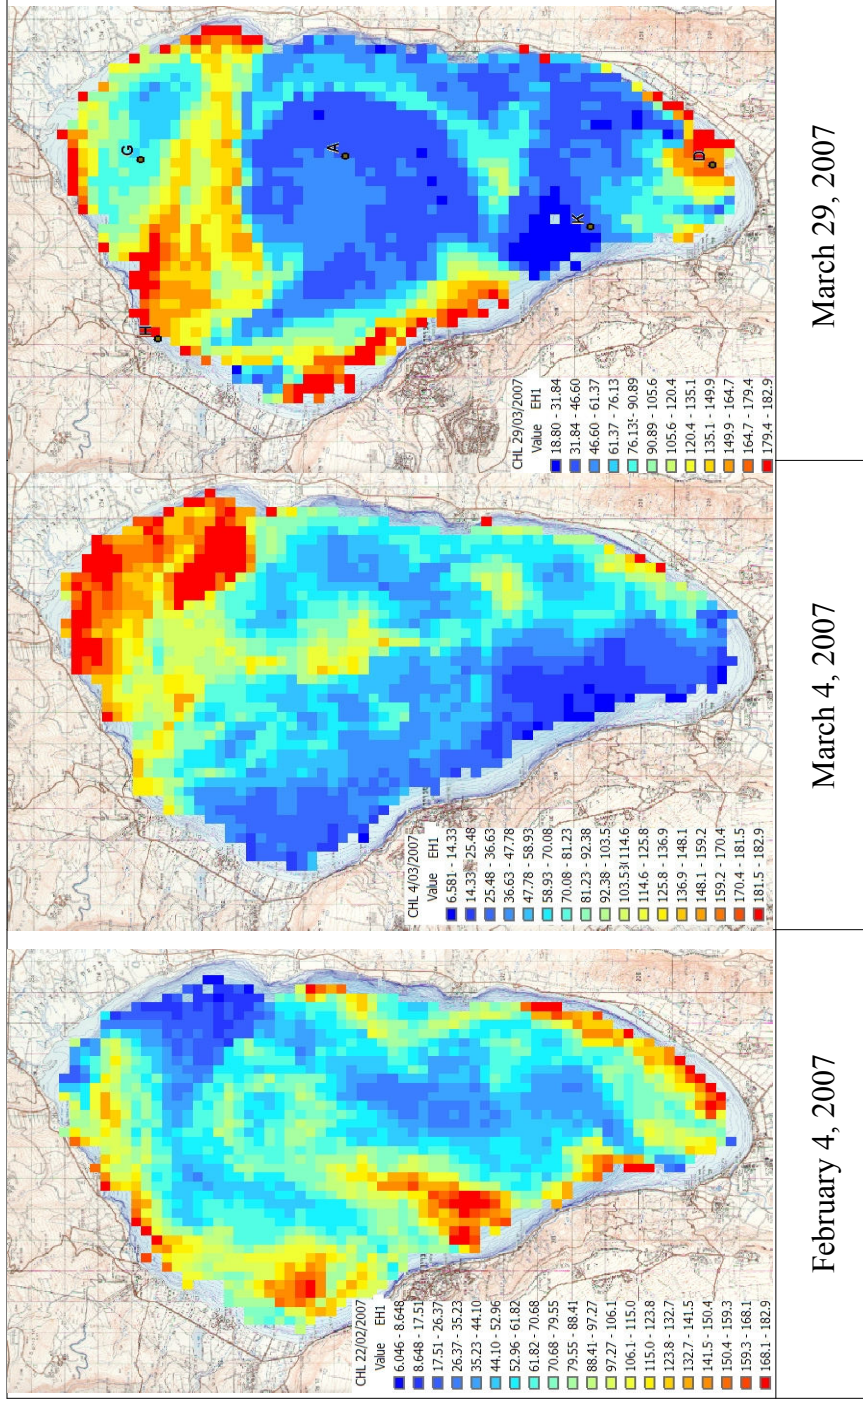 G
H
A
K
D
CHL 29/03/2007
Value EH1
18.80 - 31.84
31.84 - 46.60
46.60 - 61.37
61.37 - 76.13
76.13 - 90.89
90.89 - 105.6
105.6 - 120.4
120.4 - 135.1
135.1 - 149.9
149.9 - 164.7
164.7 - 179.4
179.4 - 182.9
March 29, 2007
CHL 4/03/2007
Value EH1
6.581 - 14.33
14.33 - 25.48
25.48 - 36.63
36.63 - 47.78
47.78 - 58.93
58.93 - 70.08
70.08 - 81.23
81.23 - 92.38
92.38 - 103.5
103.5 - 114.6
114.6 - 125.8
125.8 - 136.9
136.9 - 148.1
148.1 - 159.2
159.2 - 170.4
170.4 - 181.5
181.5 - 182.9
March 4, 2007
CHL 22/02/2007
Value EH1
6.046 - 8.648
8.648 - 17.51
17.51 - 26.37
26.37 - 35.23
35.23 - 44.10
44.10 - 52.96
52.96 - 61.82
61.82 - 70.68
70.68 - 79.55
79.55 - 88.41
88.41 - 97.27
97.27 - 106.1
106.1 - 115.0
115.0 - 123.8
123.8 - 132.7
132.7 - 141.5
141.5 - 150.4
150.4 - 159.3
159.3 - 168.1
168.1 - 182.9
February 4, 2007